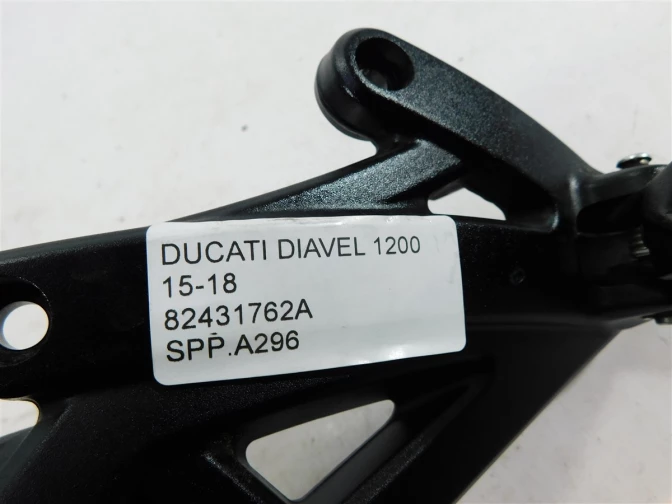 DUCATI DIAVEL 1200
15-18
82431762A
SPP.A296